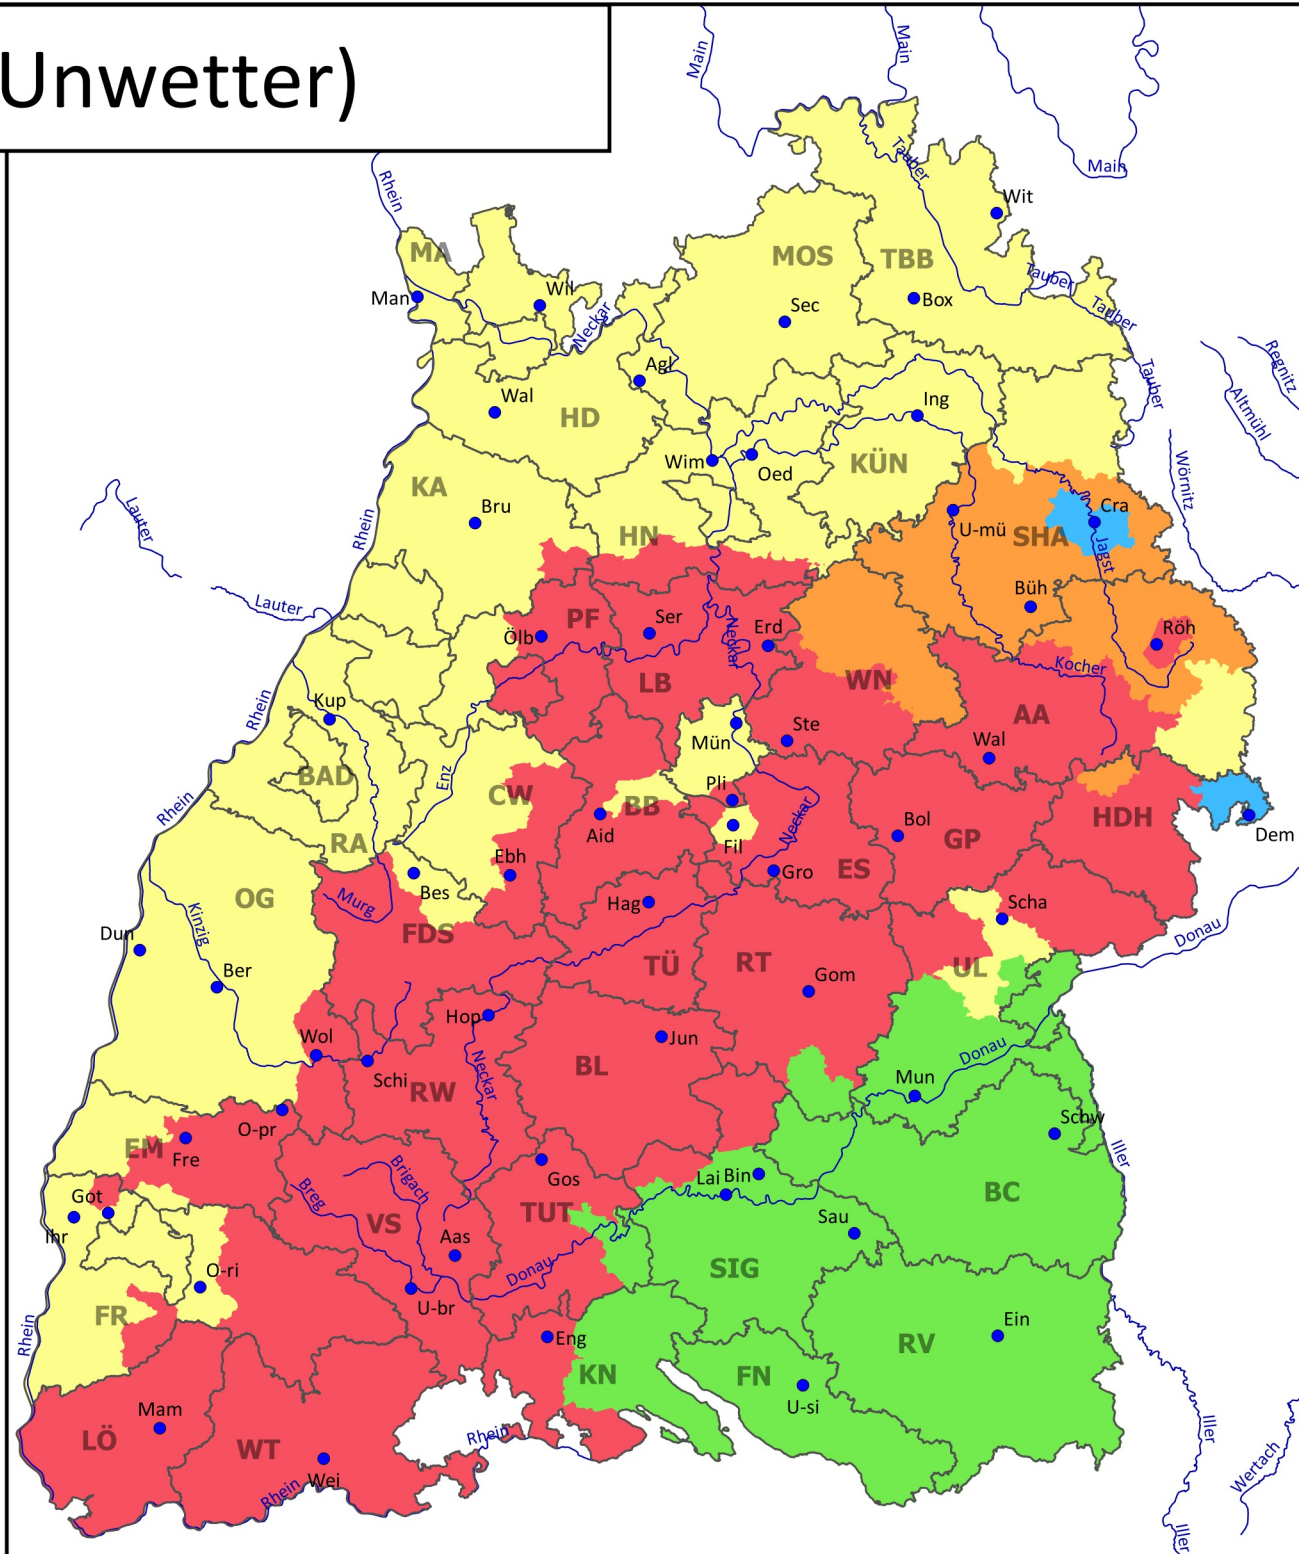 Unwetter)
Main
Main
Main
Rhein
Tauber
Wit
MA
MOS
TBB
Man
Wil
Neckar
Sec
Box
Tauber
Tauber
Tauber
Regnitz
Altmühl
Wörnitz
Agl
Wal
HD
Ing
Wim
Oed
KÜN
KA
Bru
Rhein
Lauter
Lauter
HN
U-mü
SHA
Cra
Jagst
Büh
Röh
PF
Ser
Ölb
Neckar
Erd
LB
WN
Kocher
AA
Rhein
Kup
Mün
Ste
Wal
BAD
Enz
CW
BB
Pli
Aid
Fil
Neckar
Rhein
RA
Bol
GP
HDH
Dem
Ebh
Bes
ES
Gro
OG
Murg
Hag
Scha
Kinzig
Dun
FDS
Donau
Ber
TÜ
RT
UL
Gom
Hop
Wol
Schi
RW
Neckar
BL
Jun
Donau
Mun
Schw
O-pr
EM
Fre
Iller
Gos
Lai
Bin
BC
Got
Ihr
Breg
Brigach
VS
TUT
Sau
Aas
Donau
SIG
O-ri
U-br
FR
Rhein
Eng
KN
FN
RV
Ein
U-si
Mam
LÖ
WT
Rhein
Wei
Rhein
Iller
Wertach
Iller